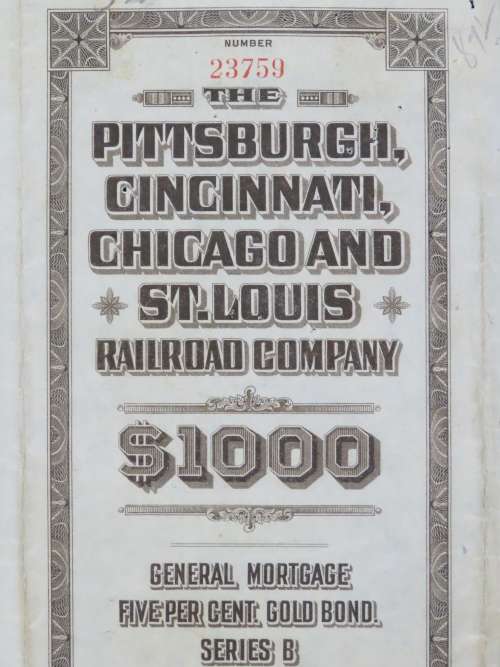 NUMBER
23759
THE
PITTSBURGH,
CINCINNATI,
CHICAGO AND
ST. LOUIS
RAILROAD COMPANY
$1000
GENERAL MORTGAGE
FIVE PER CENT. GOLD BOND.
SERIES B